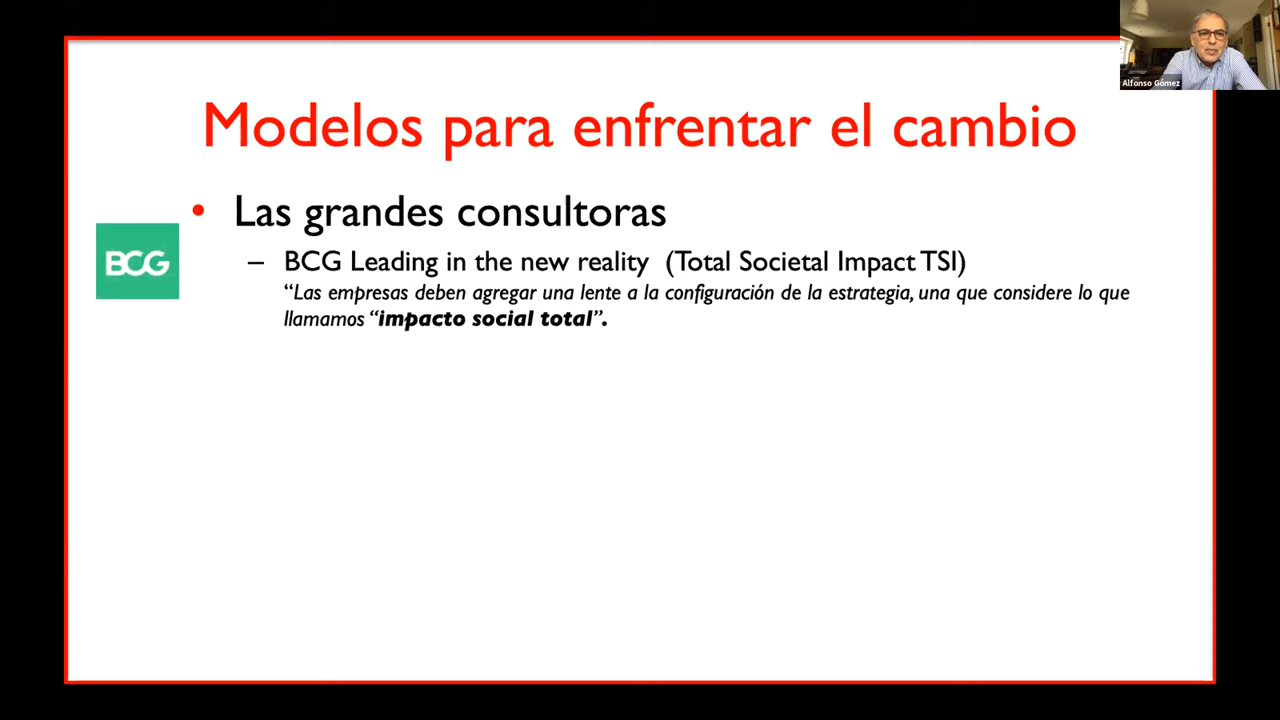 Alfonso Gómez
Modelos para enfrentar el cambio
• Las grandes consultoras
BCG
– BCG Leading in the new reality (Total Societal Impact TSI)
“Las empresas deben agregar una lente a la configuración de la estrategia, una que considere lo que
llamamos “impacto social total”.